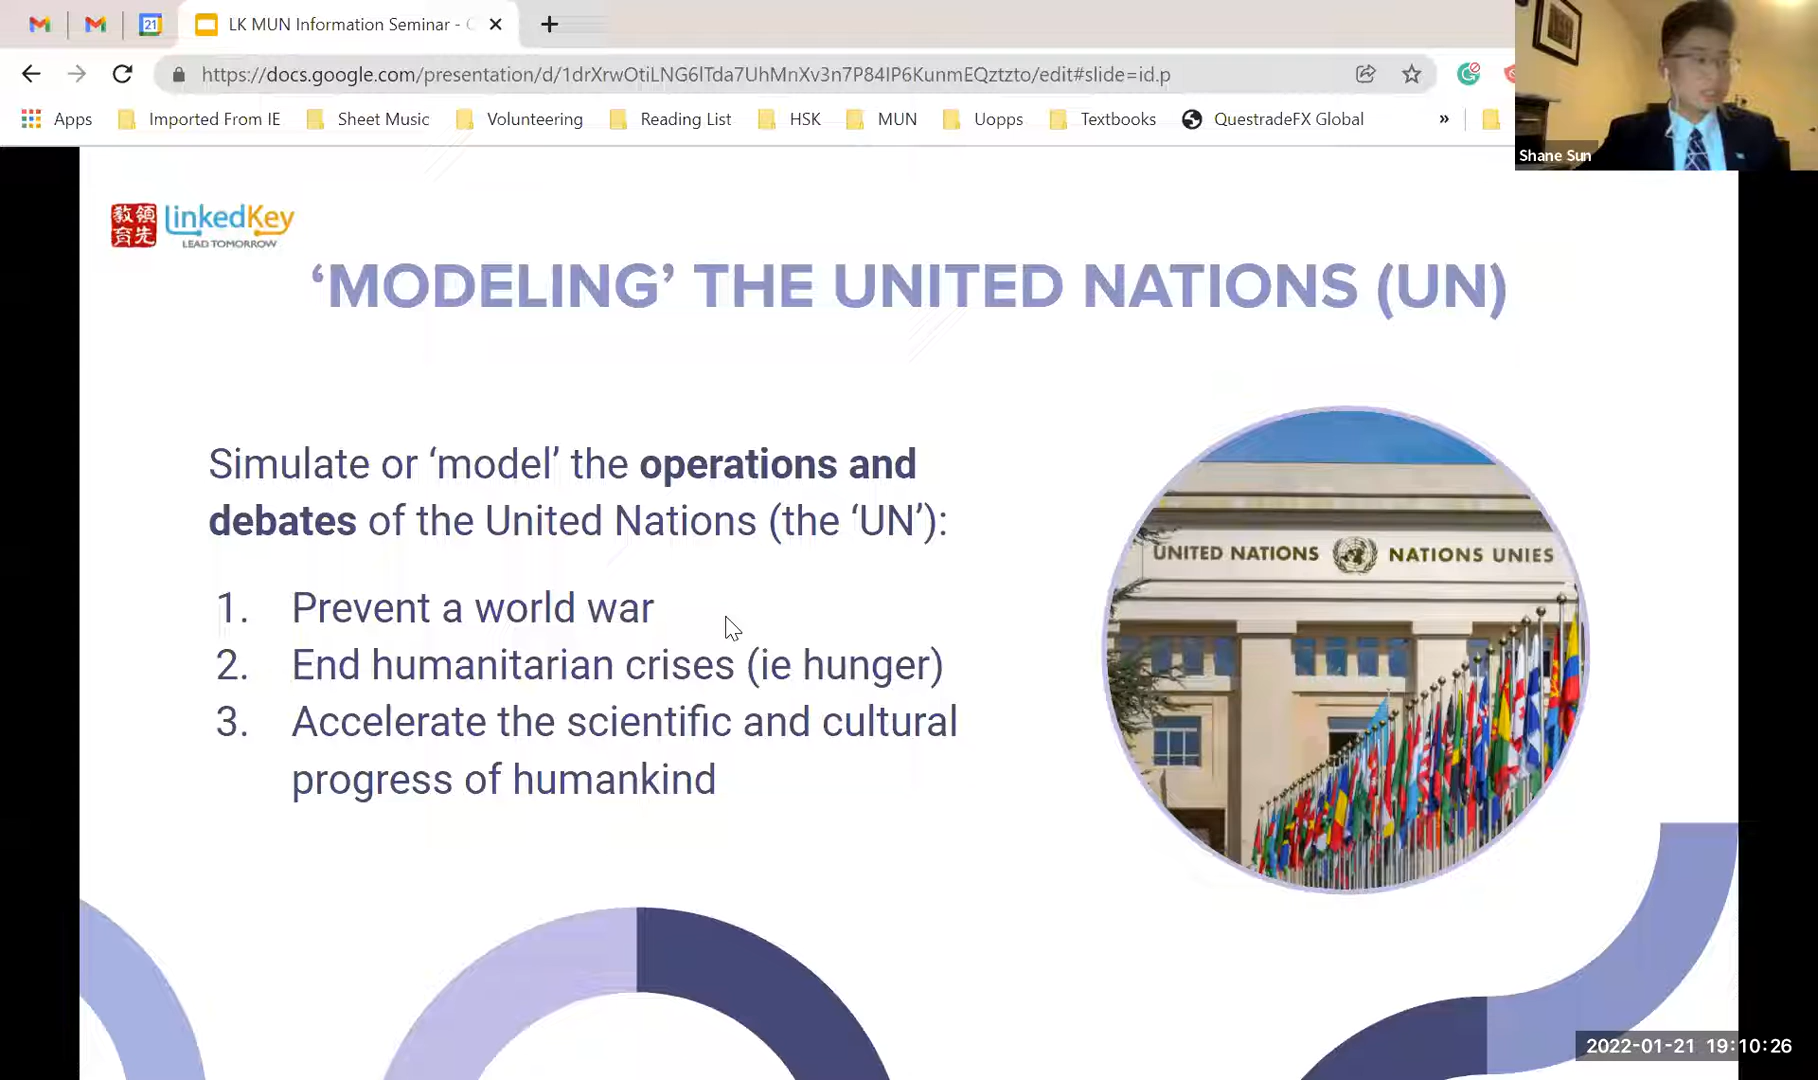 21
LK MUN Information Seminar -
https://docs.google.com/presentation/d/1drXrwOtiLNG6lTda7UhMnXv3n7P84IP6KunmEQztzto/edit#slide=id.p
Apps
Imported From IE
Sheet Music
Volunteering
Reading List
HSK
MUN
Uopps
Textbooks
QuestradeFX Global
»
Shane Sun
領先教育
LinkedKey
LEAD TOMORROW
‘MODELING’ THE UNITED NATIONS (UN)
Simulate or ‘model’ the operations and
debates of the United Nations (the ‘UN’):
1. Prevent a world war
2. End humanitarian crises (ie hunger)
3. Accelerate the scientific and cultural
progress of humankind
UNITED NATIONS NATIONS UNIES
2022-01-21 19:10:26